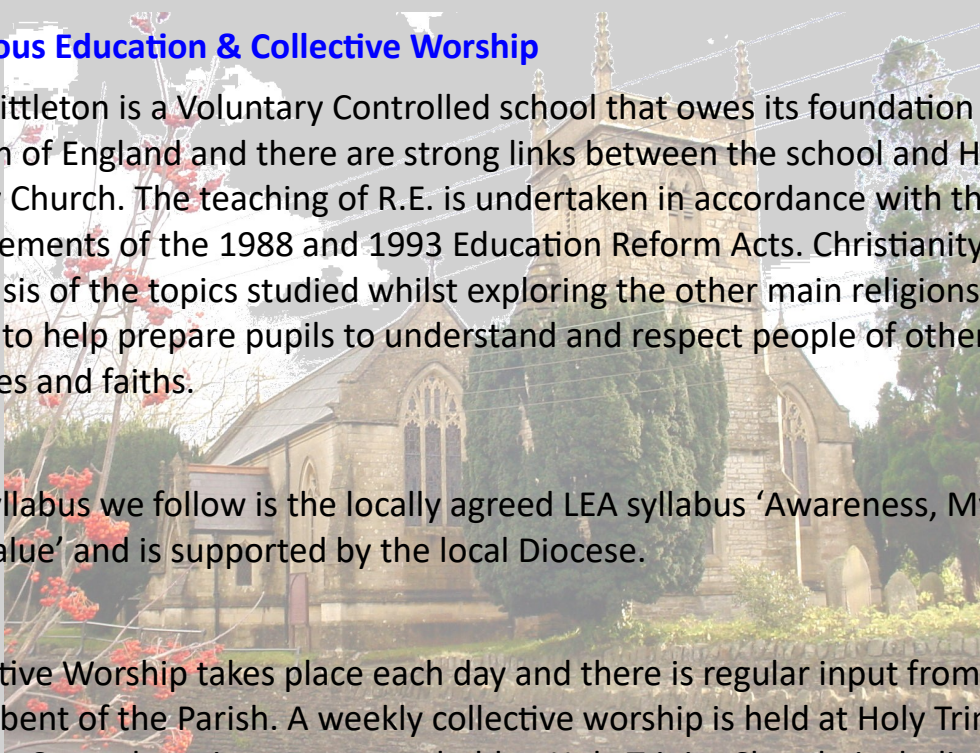 ous Education & Collective Worship
ittleton is a Voluntary Controlled school that owes its foundation
n of England and there are strong links between the school and H
Church. The teaching of R.E. is undertaken in accordance with th
ements of the 1988 and 1993 Education Reform Acts. Christianity
sis of the topics studied whilst exploring the other main religions
to help prepare pupils to understand and respect people of other
es and faiths.
yllabus we follow is the locally agreed LEA syllabus ‘Awareness, M
alue’ and is supported by the local Diocese.
tive Worship takes place each day and there is regular input from
bent of the Parish. A weekly collective worship is held at Holy Trin